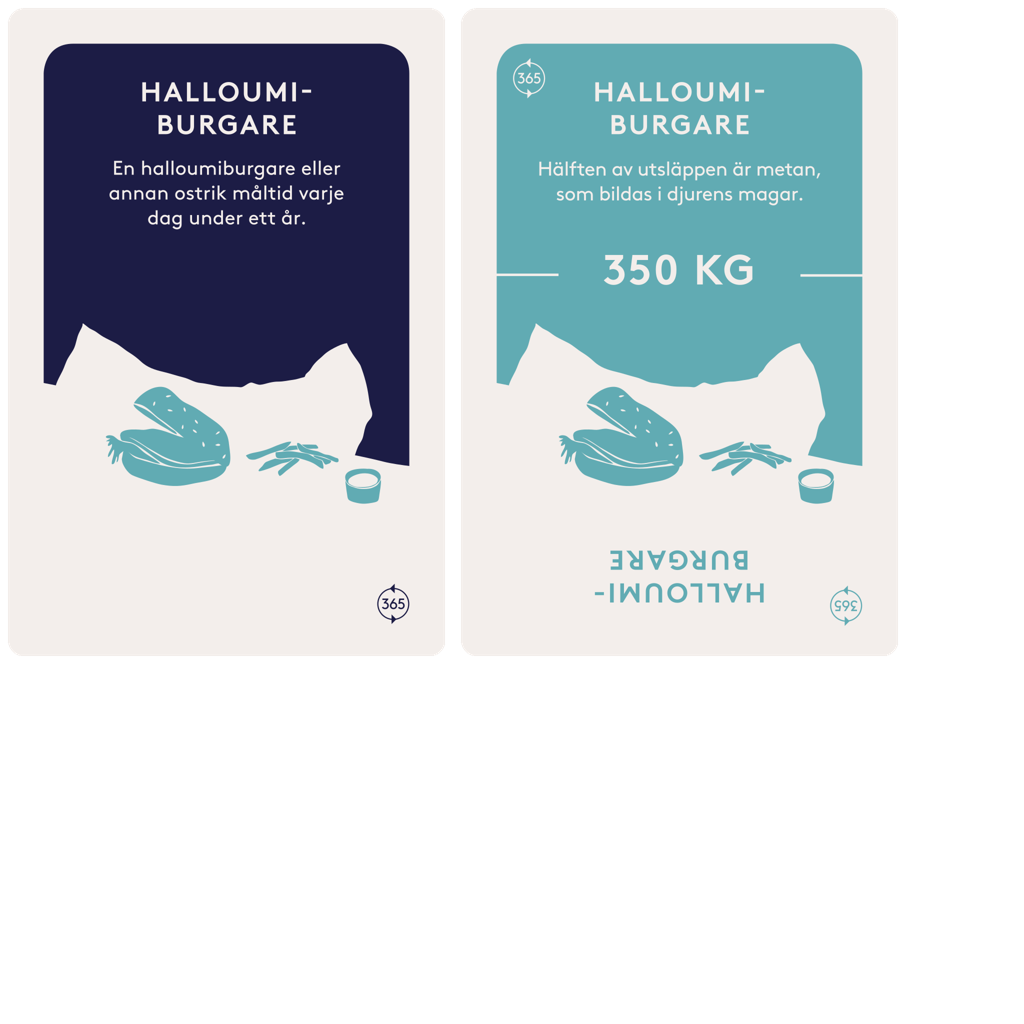 HALLOUMI-
BURGARE
En halloumiburgare eller
annan ostrik måltid varje
dag under ett år.
365
365
HALLOUMI-
BURGARE
Hälften av utsläppen är metan,
som bildas i djurens magar.
350 KG
HALLOUMI-
BURGARE
365